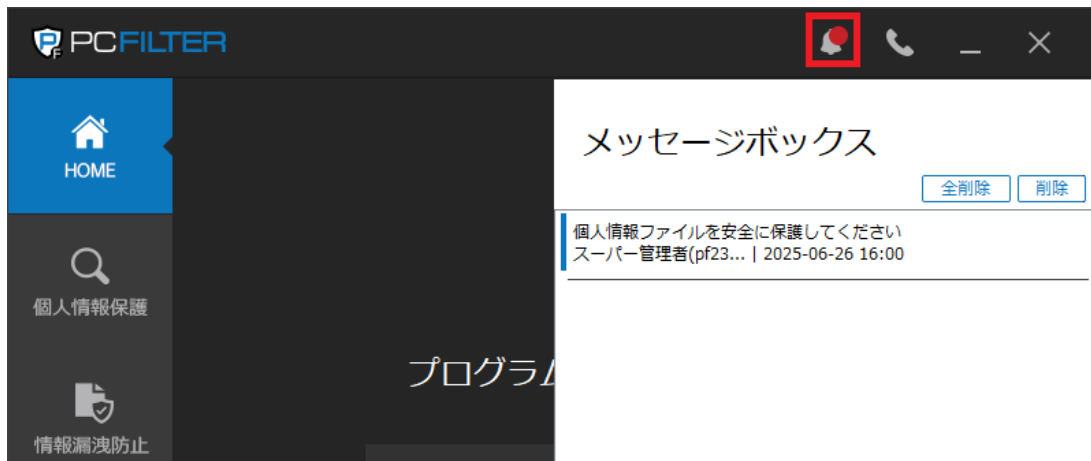 PCFILTER
HOME
個人情報保護
情報漏洩防止
プログラム
メッセージボックス
全削除 削除
個人情報ファイルを安全に保護してください
スーパー管理者(pf23... | 2025-06-26 16:00